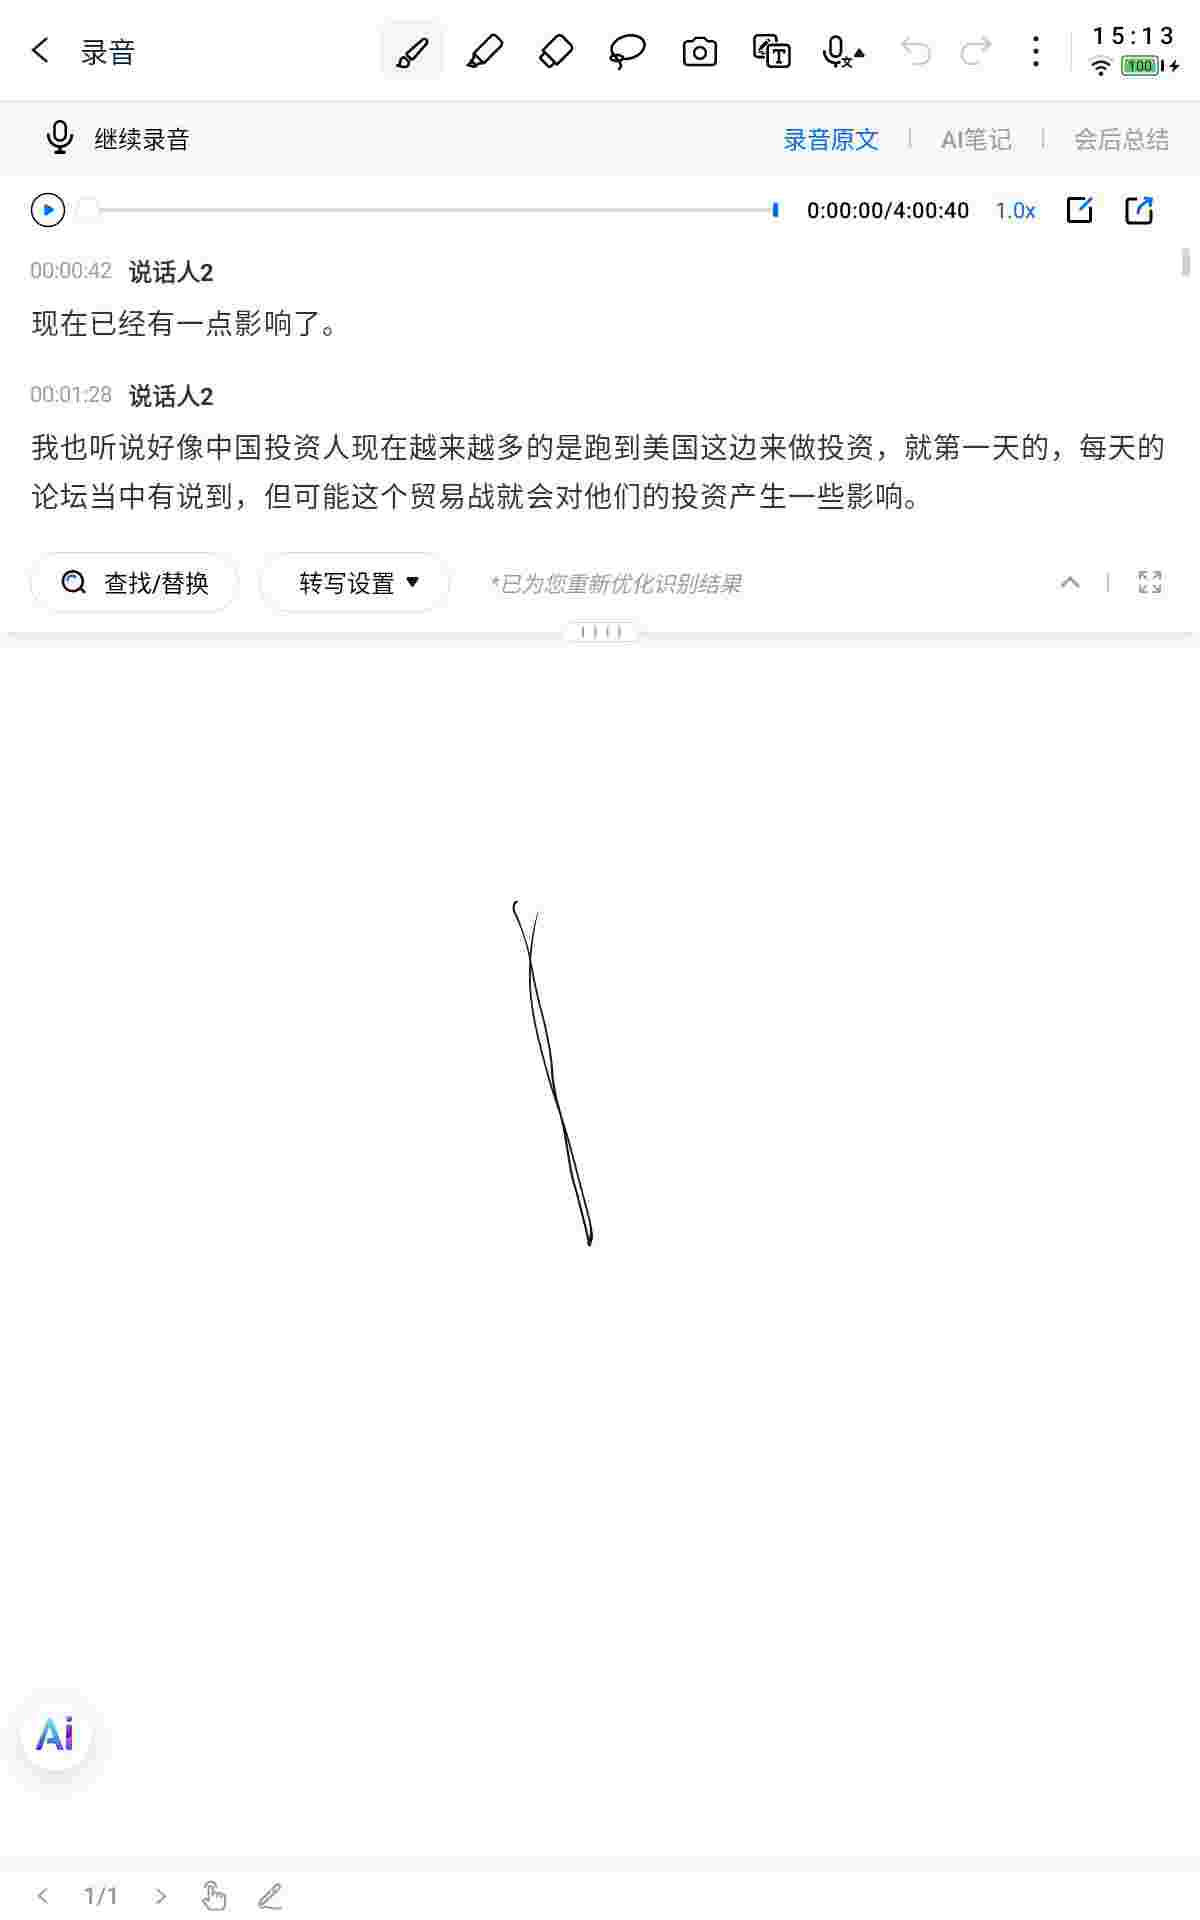 录音
15:13
100
继续录音
录音原文 | AI笔记 | 会后总结
0:00:00/4:00:40 1.0x
00:00:42 说话人2
现在已经有一点影响了。
00:01:28 说话人2
我也听说好像中国投资人现在越来越多的是跑到美国这边来做投资，就第一天的，每天的
论坛当中有说到，但可能这个贸易战就会对他们的投资产生一些影响。
查找/替换 转写设置 *已为您重新优化识别结果
Ai
1/1